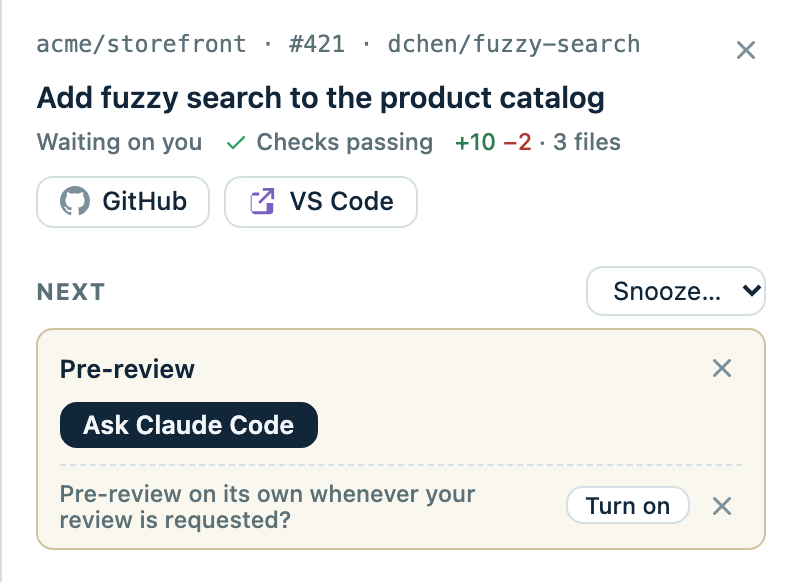 acme/storefront · #421 · dchen/fuzzy-search
Add fuzzy search to the product catalog
Waiting on you ✓ Checks passing +10 −2 · 3 files
GitHub VS Code
NEXT Snooze...
Pre-review
Ask Claude Code
Pre-review on its own whenever your
review is requested?
Turn on